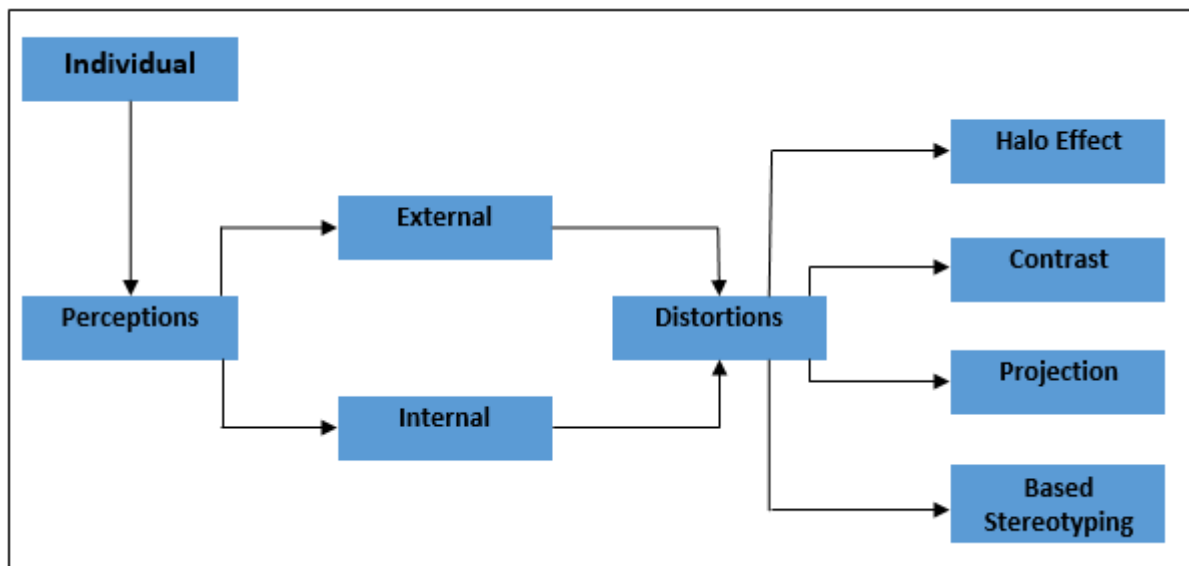 Individual
Halo Effect
External
Contrast
Perceptions
Distortions
Projection
Internal
Based
Stereotyping